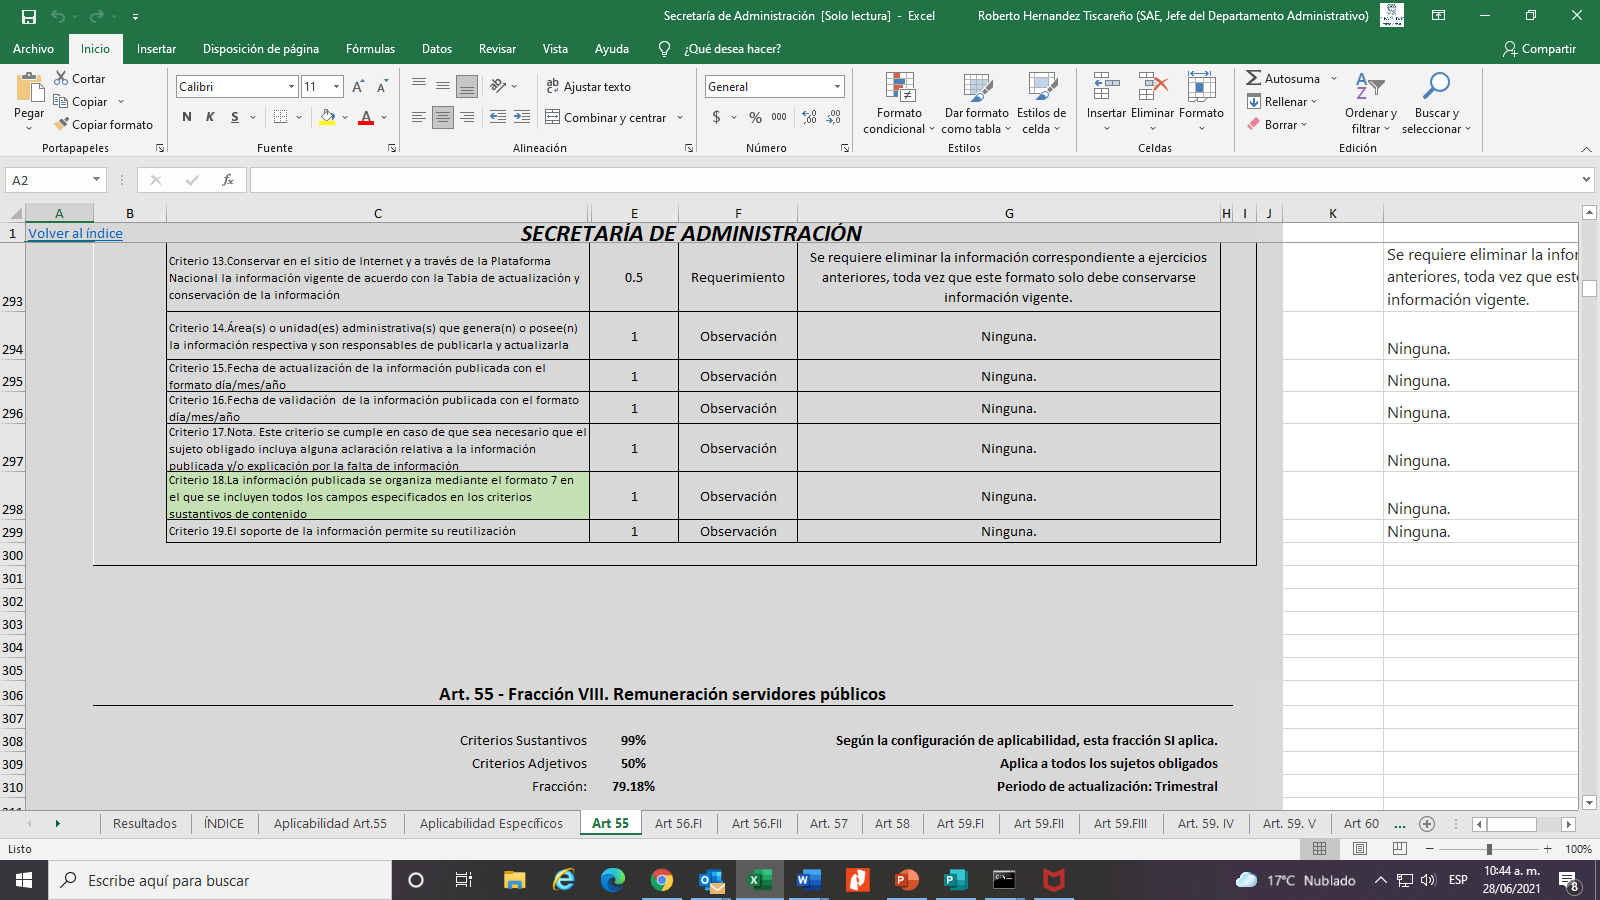 Secretaría de Administración  [Solo lectura]  -  Excel
Roberto Hernandez Tiscareño (SAE, Jefe del Departamento Administrativo)
Archivo Inicio Insertar Disposición de página Fórmulas Datos Revisar Vista Ayuda ¿Qué desea hacer? Compartir
Pegar
Cortar
Copiar
Copiar formato
Portapapeles
Calibri 11
N K S
Fuente
Ajustar texto
Combinar y centrar
Alineación
General
$ % 000
Número
Formato condicional
Dar formato como tabla
Estilos de celda
Estilos
Insertar Eliminar Formato
Celdas
Autosuma
Rellenar
Borrar
Ordenar y filtrar
Buscar y seleccionar
Edición
A2
fx
A B C E F G H I J K
1 Volver al índice SECRETARÍA DE ADMINISTRACIÓN
293
Criterio 13.Conservar en el sitio de Internet y a través de la Plataforma
Nacional la información vigente de acuerdo con la Tabla de actualización y
conservación de la información
0.5 Requerimiento
Se requiere eliminar la información correspondiente a ejercicios
anteriores, toda vez que este formato solo debe conservarse
información vigente.
Se requiere eliminar la infor
anteriores, toda vez que est
información vigente.
294
Criterio 14.Área(s) o unidad(es) administrativa(s) que genera(n) o posee(n)
la información respectiva y son responsables de publicarla y actualizarla
1 Observación Ninguna. Ninguna.
295
Criterio 15.Fecha de actualización de la información publicada con el
formato día/mes/año
1 Observación Ninguna. Ninguna.
296
Criterio 16.Fecha de validación  de la información publicada con el formato
día/mes/año
1 Observación Ninguna. Ninguna.
297
Criterio 17.Nota. Este criterio se cumple en caso de que sea necesario que el
sujeto obligado incluya alguna aclaración relativa a la información
publicada y/o explicación por la falta de información
1 Observación Ninguna. Ninguna.
298
Criterio 18.La información publicada se organiza mediante el formato 7 en
el que se incluyen todos los campos especificados en los criterios
sustantivos de contenido
1 Observación Ninguna. Ninguna.
299 Criterio 19.El soporte de la información permite su reutilización 1 Observación Ninguna. Ninguna.
300
301
302
303
304
305
306 Art. 55 - Fracción VIII. Remuneración servidores públicos
307
308 Criterios Sustantivos 99% Según la configuración de aplicabilidad, esta fracción SI aplica.
309 Criterios Adjetivos 50% Aplica a todos los sujetos obligados
310 Fracción: 79.18% Periodo de actualización: Trimestral
Resultados ÍNDICE Aplicabilidad Art.55 Aplicabilidad Específicos Art 55 Art 56.FI Art 56.FII Art. 57 Art 58 Art 59.FI Art 59.FII Art 59.FIII Art. 59. IV Art. 59. V Art 60 ...
Listo 100%
Escribe aquí para buscar
17°C Nublado
ESP
10:44 a. m.
28/06/2021
8